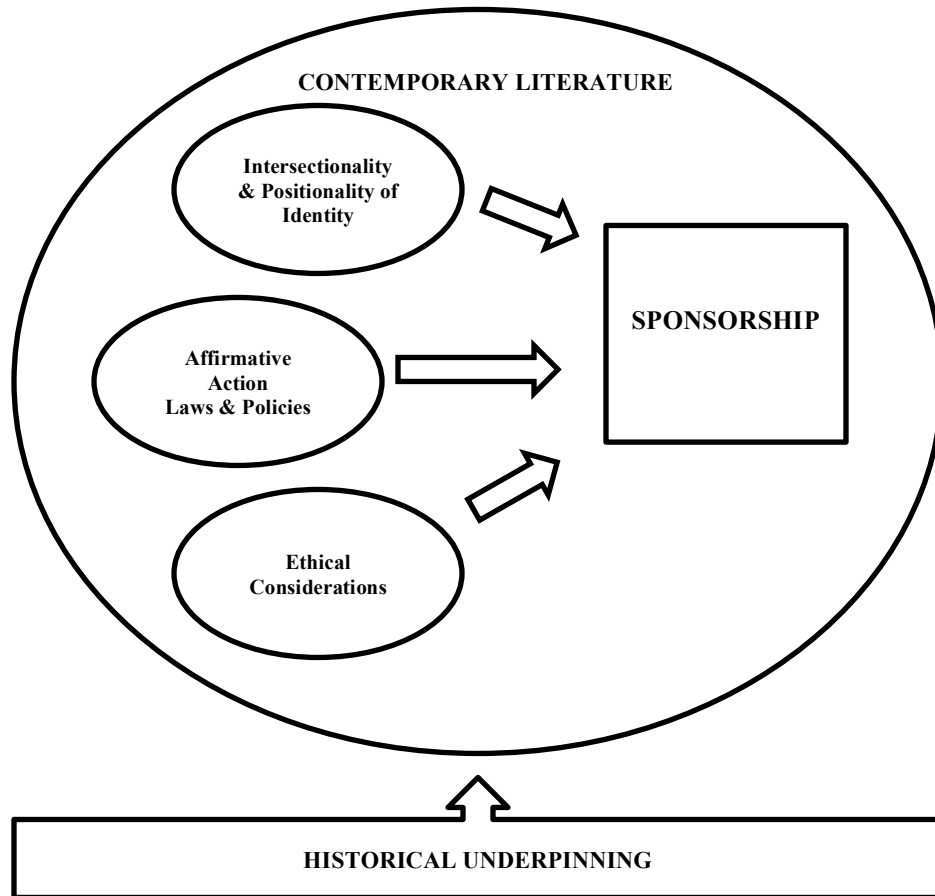 CONTEMPORARY LITERATURE
Intersectionality
& Positionality of
Identity
SPONSORSHIP
Affirmative
Action
Laws & Policies
Ethical
Considerations
HISTORICAL UNDERPINNING